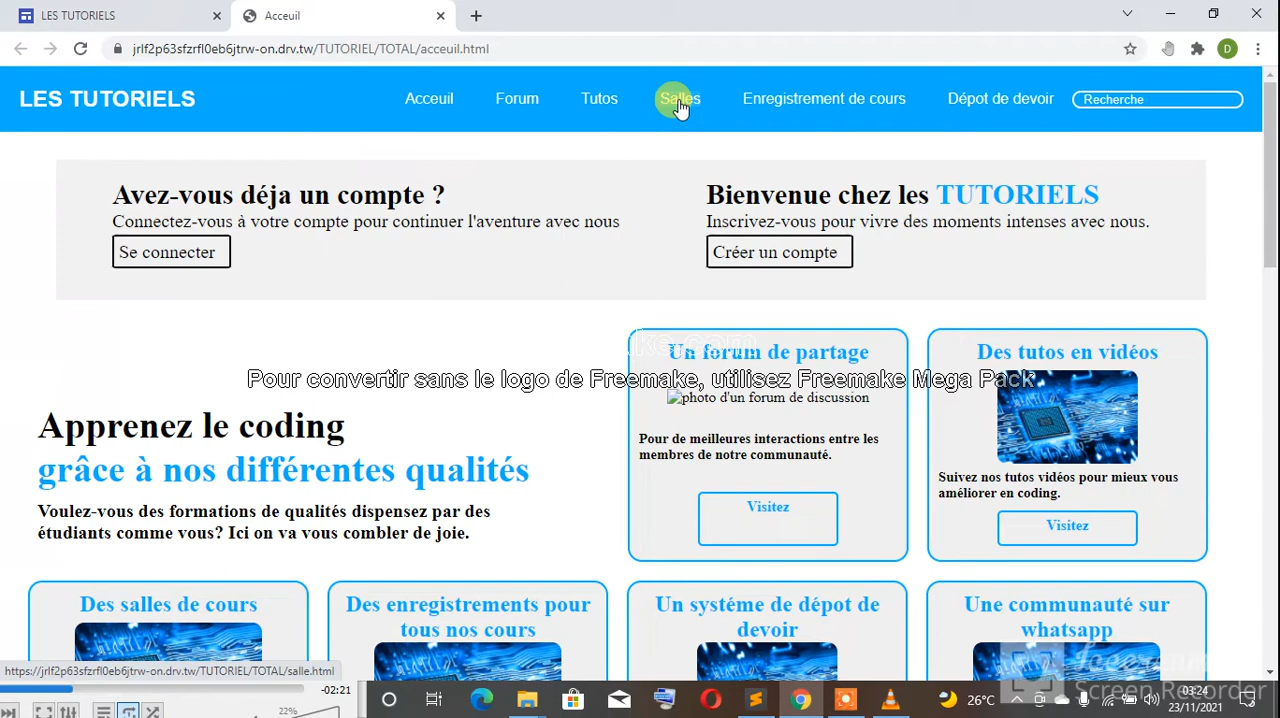 LES TUTORIELS
Acceuil
jrlf2p63sfzrfl0eb6jtrw-on.drv.tw/TUTORIEL/TOTAL/acceuil.html
D
LES TUTORIELS
Acceuil
Forum
Tutos
Salles
Enregistrement de cours
Dépot de devoir
Recherche
Avez-vous déja un compte ?
Connectez-vous à votre compte pour continuer l'aventure avec nous
Se connecter
Bienvenue chez les TUTORIELS
Inscrivez-vous pour vivre des moments intenses avec nous.
Créer un compte
Un forum de partage
Des tutos en vidéos
Pour convertir sans le logo de Freemake, utilisez Freemake Mega Pack
photo d'un forum de discussion
Apprenez le coding
grâce à nos différentes qualités
Voulez-vous des formations de qualités dispensez par des
étudiants comme vous? Ici on va vous combler de joie.
Pour de meilleures interactions entre les
membres de notre communauté.
Visitez
Suivez nos tutos vidéos pour mieux vous
améliorer en coding.
Visitez
Des salles de cours
Des enregistrements pour
tous nos cours
Un systéme de dépot de
devoir
Une communauté sur
whatsapp
https://jrlf2p63sfzrfl0eb6jtrw-on.drv.tw/TUTORIEL/TOTAL/salle.html
-02:21
22%
26°C
Screen Recorder
03:24
23/11/2021